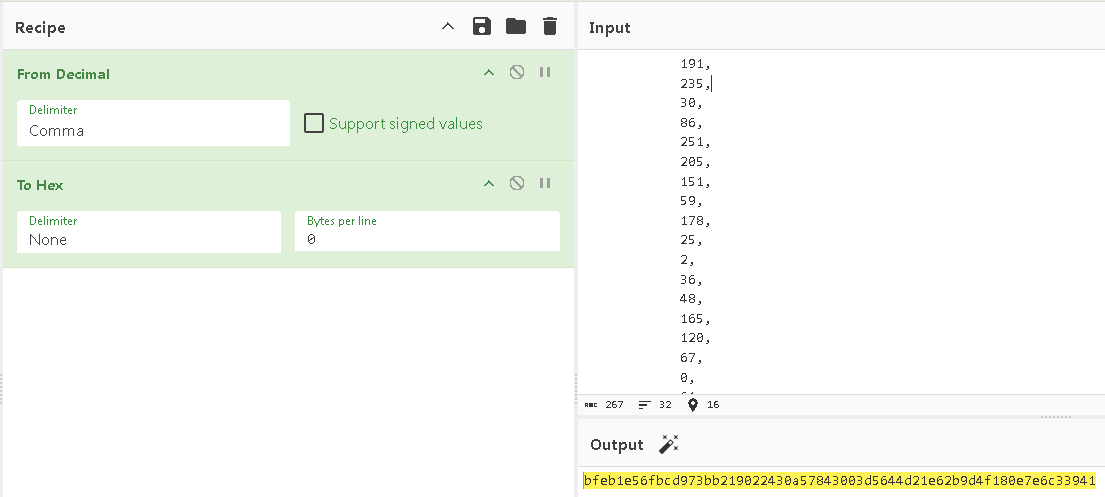 Recipe
From Decimal
Delimiter
Comma
Support signed values
To Hex
Delimiter
None
Bytes per line
0
Input
191,
235,
30,
86,
251,
205,
151,
59,
178,
25,
2,
36,
48,
165,
120,
67,
0,
ABC 267 32 16
Output
bfeb1e56fbcd973bb219022430a57843003d5644d21e62b9d4f180e7e6c33941